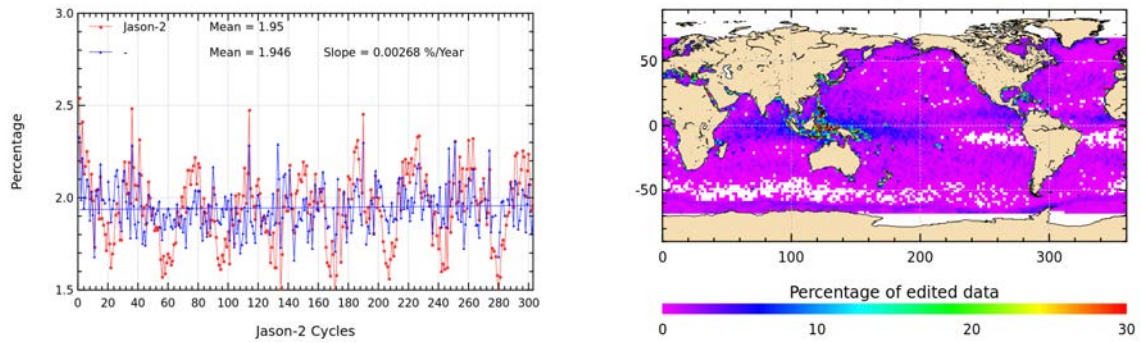 Jason-2 Mean = 1.95
- Mean = 1.946 Slope = 0.00268 %/Year
Percentage
3.0
2.5
2.0
1.5
0 20 40 60 80 100 120 140 160 180 200 220 240 260 280 300
Jason-2 Cycles
50
0
-50
0 100 200 300
Percentage of edited data
0 10 20 30